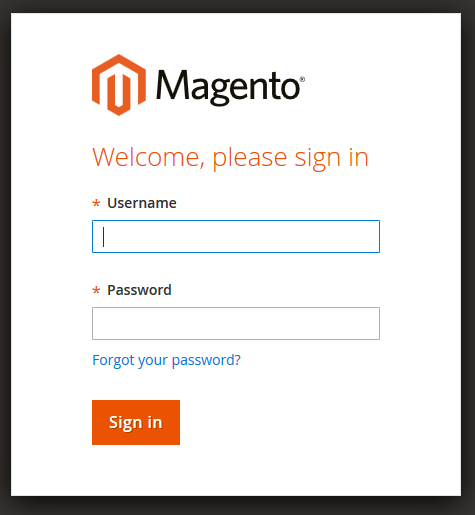 Magento®
Welcome, please sign in
* Username
* Password
Forgot your password?
Sign in